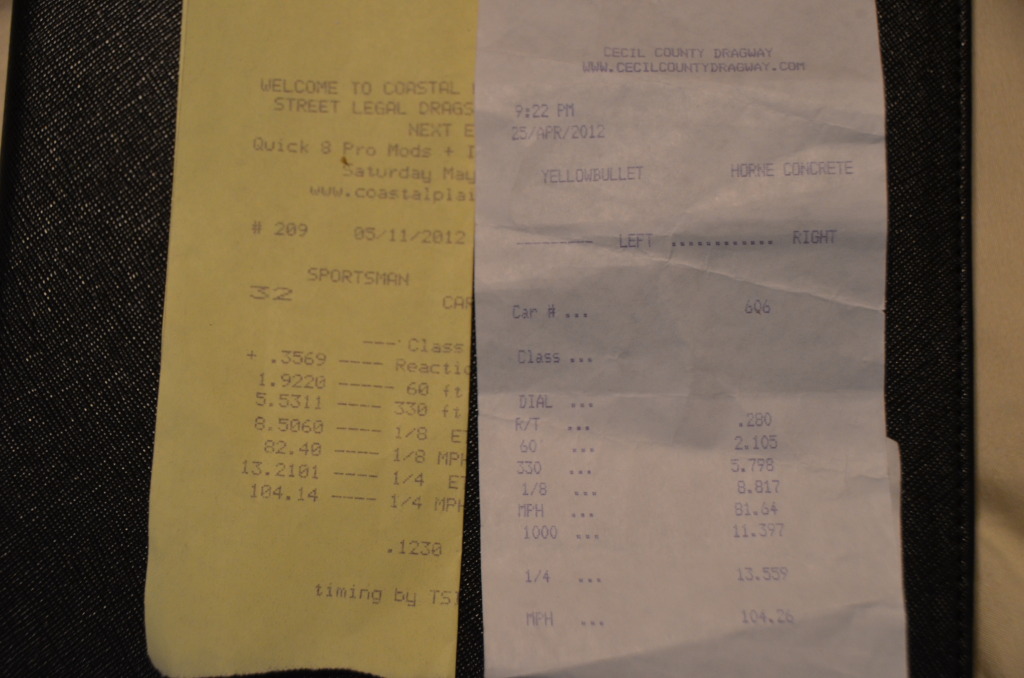 WELCOME TO COASTAL
STREET LEGAL DRAGS
NEXT E
Quick 8 Pro Mods + I
Saturday May
www.coastalplai
# 209 05/11/2012
SPORTSMAN
32
CAR
--- Class
+ .3569 ---- Reactio
1.9220 ----- 60 ft
5.5311 ---- 330 ft
8.5060 ---- 1/8 ET
82.40 ---- 1/8 MPH
13.2101 ---- 1/4 ET
104.14 ---- 1/4 MPH
.1230
timing by TSI
CECIL COUNTY DRAGWAY
WWW.CECILCOUNTYDRAGWAY.COM
9:22 PM
25/APR/2012
YELLOWBULLET HORNE CONCRETE
-------- LEFT ............ RIGHT
Car # ... 606
Class ...
DIAL ...
R/T ... .280
60 ... 2.105
330 ... 5.798
1/8 ... 8.817
MPH ... 81.64
1000 ... 11.397
1/4 ... 13.559
MPH ... 104.26